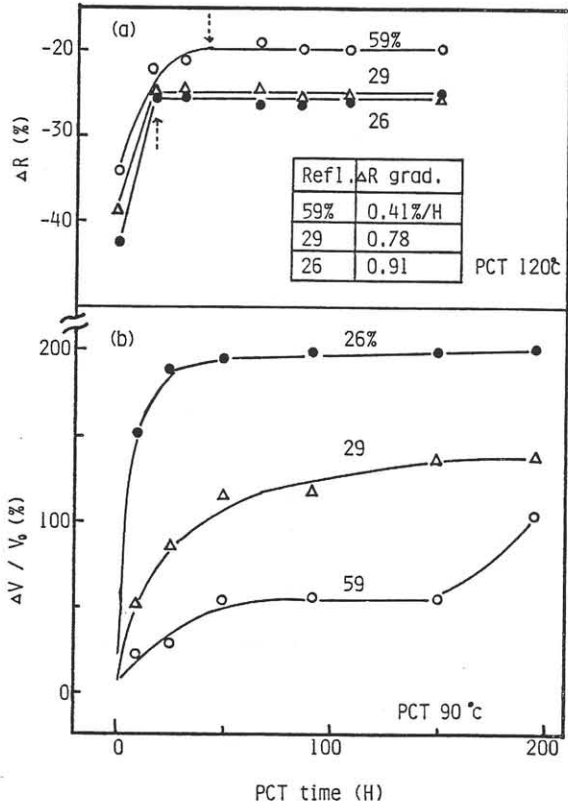 (a)
59%
29
26
-20
-30
-40
ΔR (%)
Refl. ΔR grad.
59% 0.41%/H
29 0.78
26 0.91
PCT 120°c
(b)
26%
29
59
200
100
0
ΔV / V₀ (%)
PCT 90°c
0 100 200
PCT time (H)